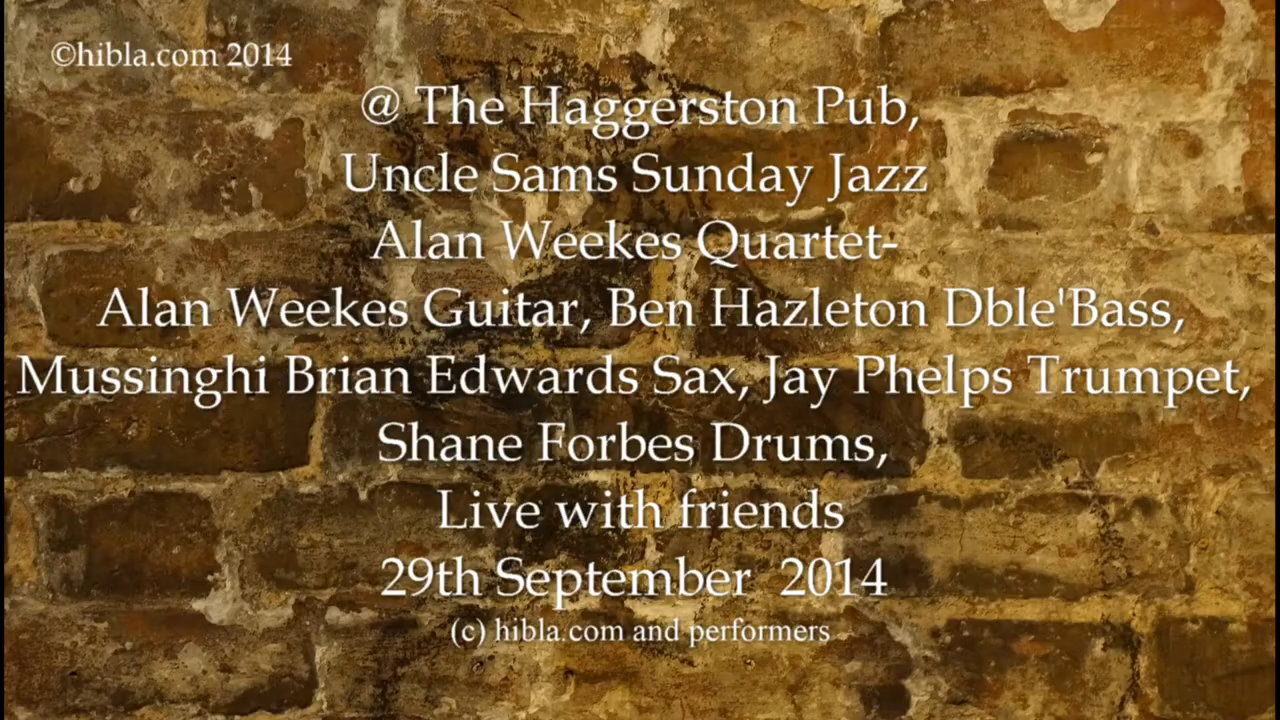 ©hibla.com 2014
@ The Haggerston Pub,
Uncle Sams Sunday Jazz
Alan Weekes Quartet-
Alan Weekes Guitar, Ben Hazleton Dble'Bass,
Mussinghi Brian Edwards Sax, Jay Phelps Trumpet,
Shane Forbes Drums,
Live with friends
29th September  2014
(c) hibla.com and performers